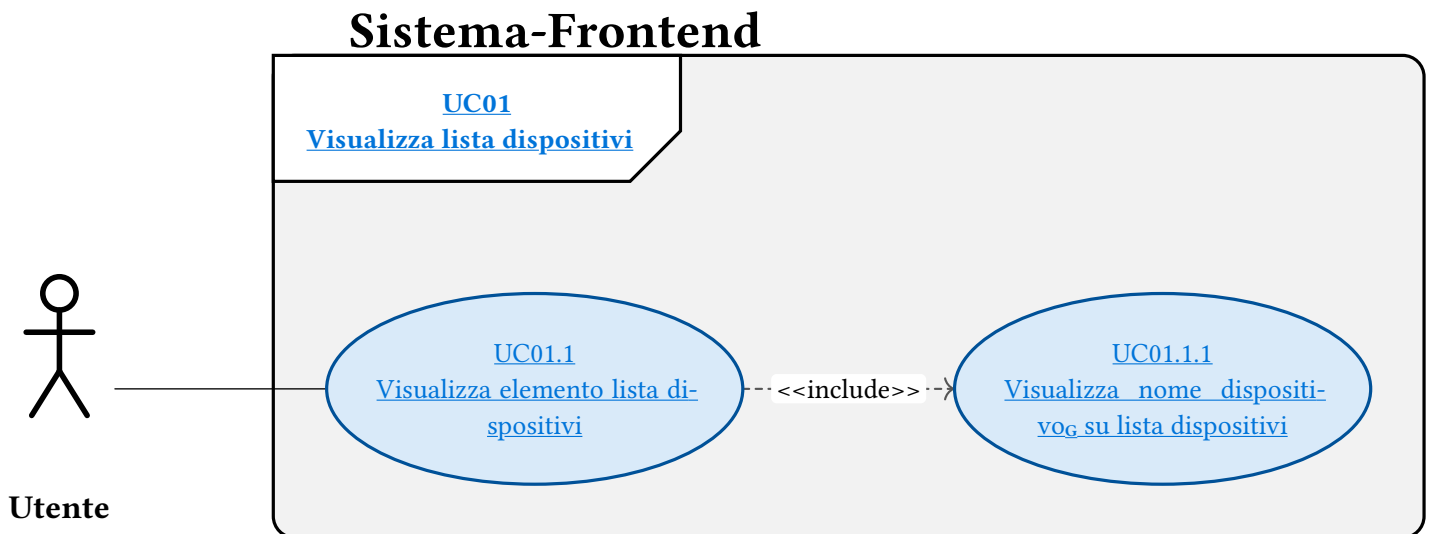 Sistema-Frontend
UC01
Visualizza lista dispositivi
UC01.1
Visualizza elemento lista di-
spositivi
<<include>>
UC01.1.1
Visualizza nome dispositi-
voG su lista dispositivi
Utente